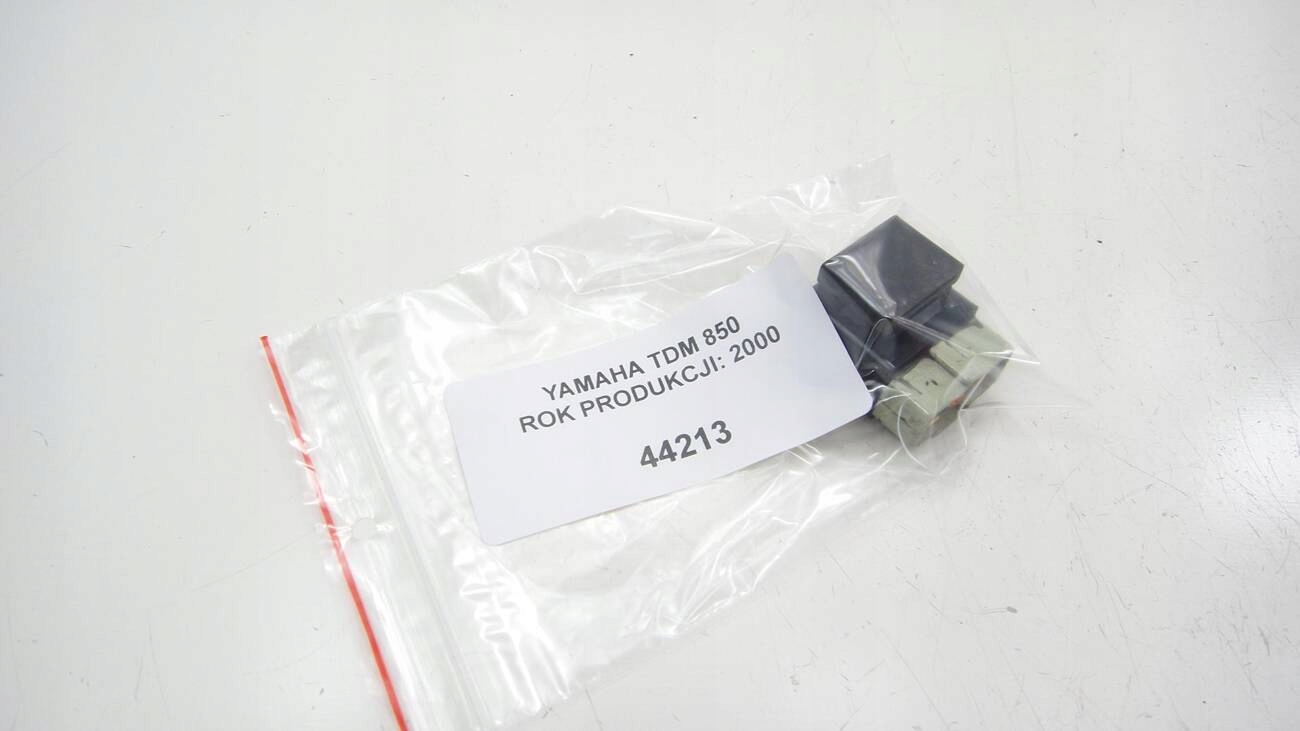 YAMAHA TDM 850
ROK PRODUKCJI: 2000
44213